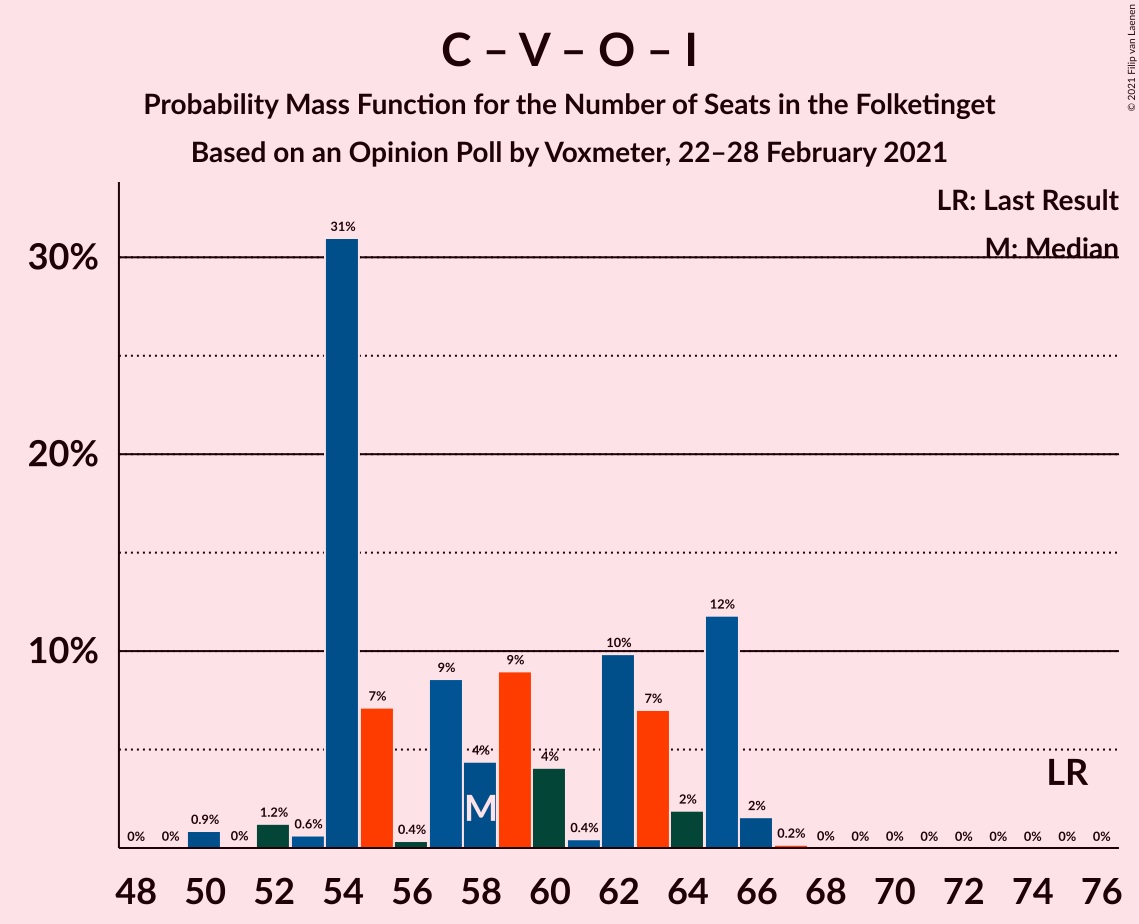 C – V – O – I
Probability Mass Function for the Number of Seats in the Folketinget
Based on an Opinion Poll by Voxmeter, 22–28 February 2021
© 2021 Filip van Laenen
LR: Last Result
M: Median
30%
20%
10%
0% 0% 0.9% 0% 1.2% 0.6% 31% 7% 0.4% 9% 4% 9% 4% 0.4% 10% 7% 2% 12% 2% 0.2% 0% 0% 0% 0% 0% 0% 0% 0% 0%
M
LR
48 50 52 54 56 58 60 62 64 66 68 70 72 74 76